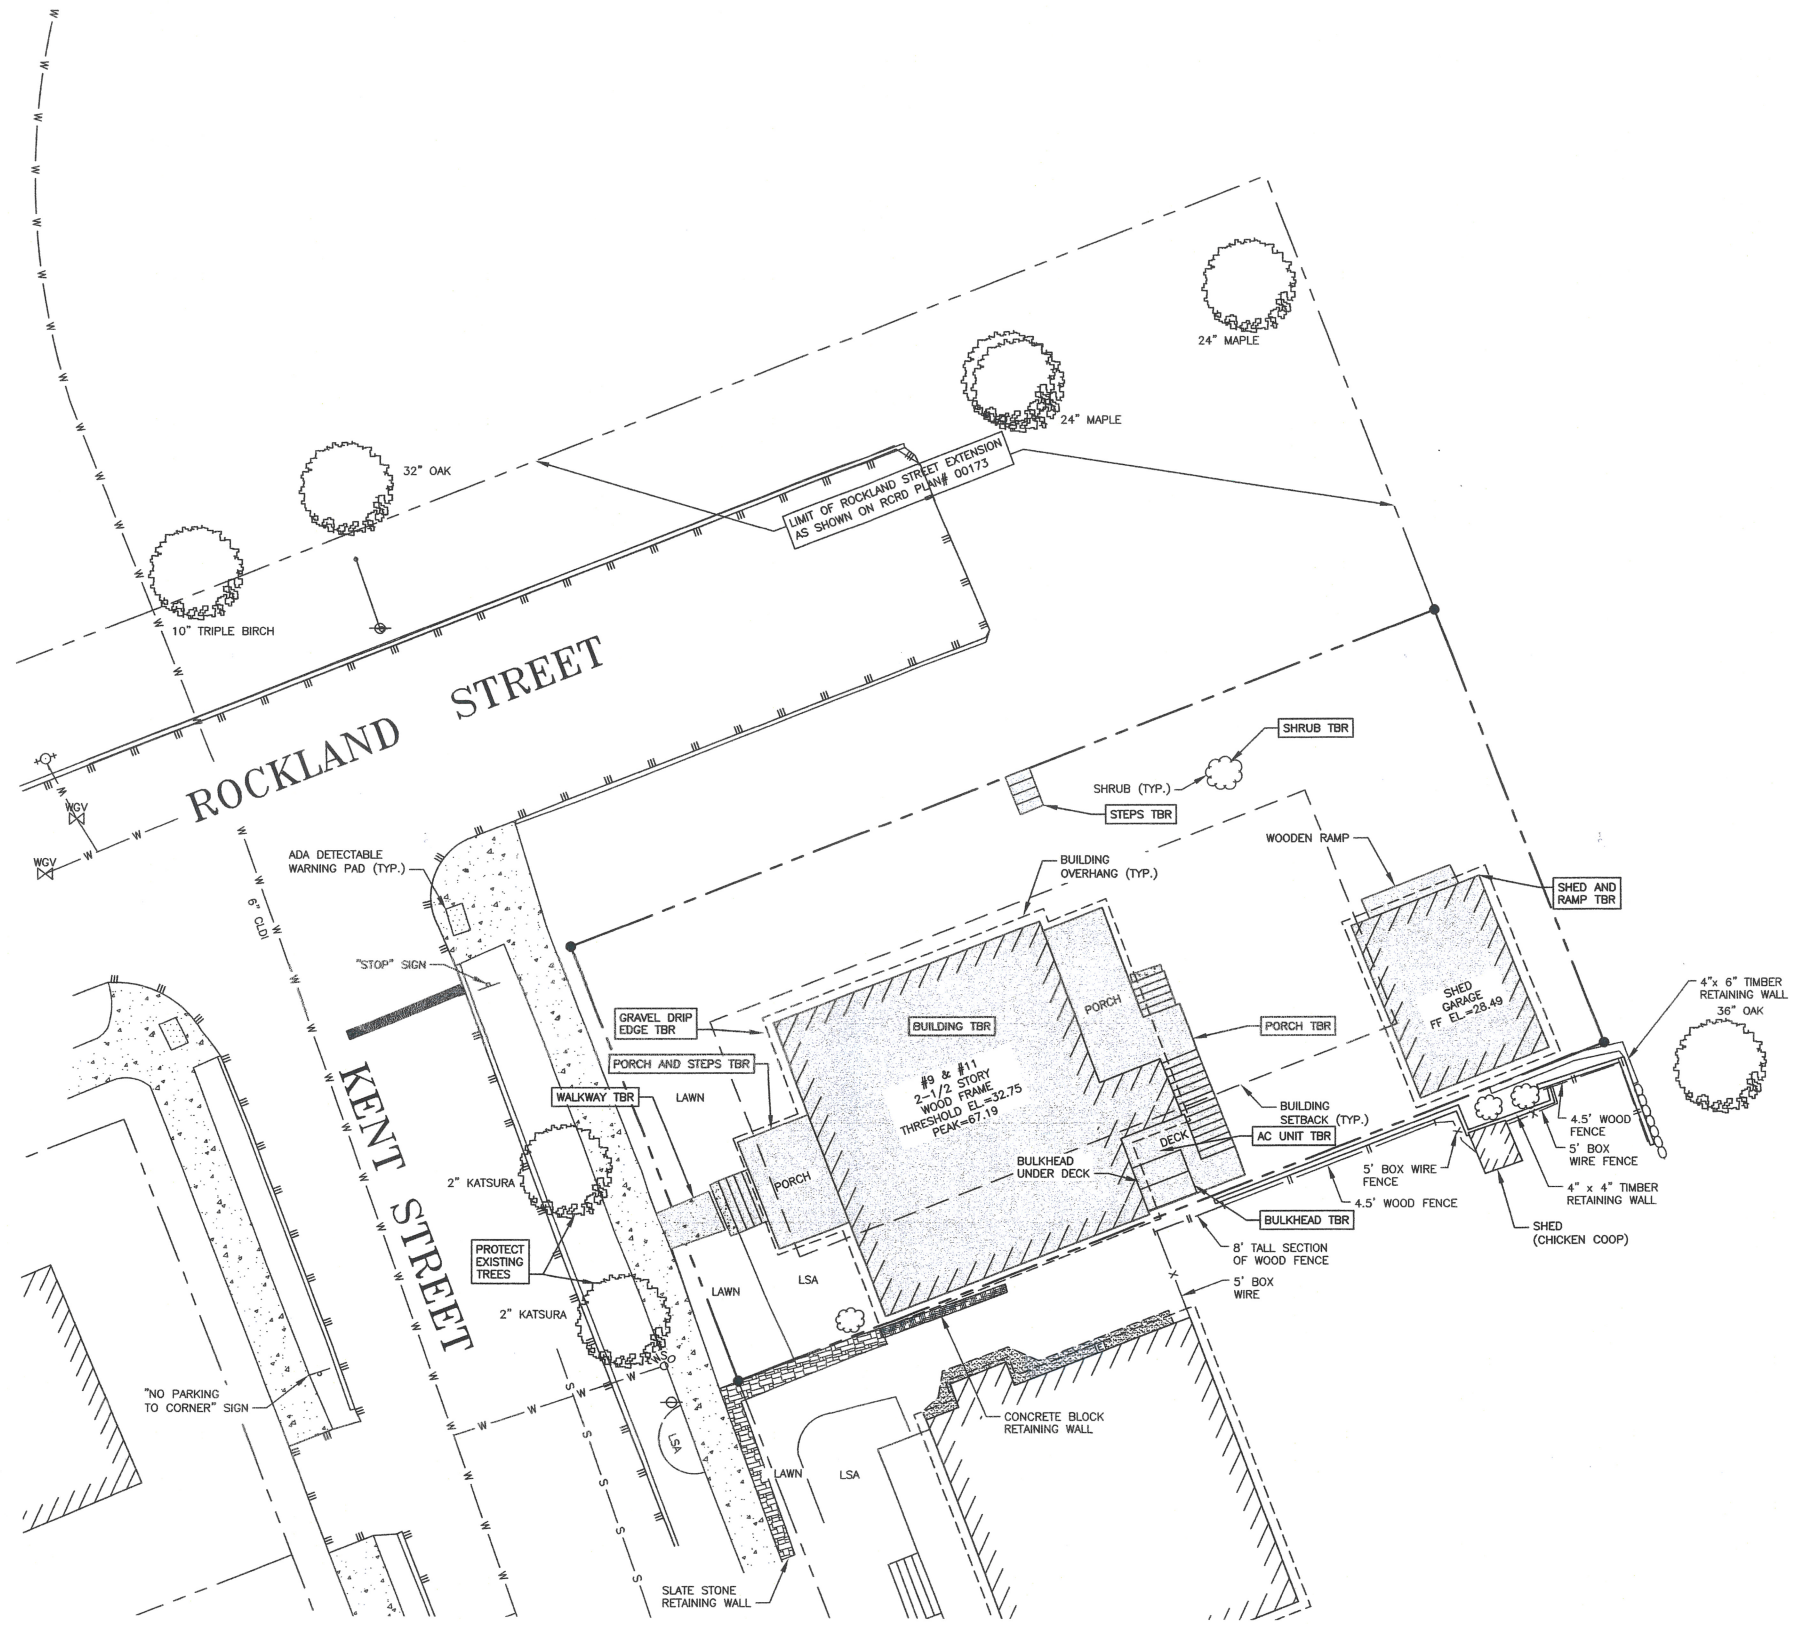 24" MAPLE
24" MAPLE
32" OAK
LIMIT OF ROCKLAND STREET EXTENSION
AS SHOWN ON RCRD PLAN# 00173
10" TRIPLE BIRCH
ROCKLAND STREET
WGV
WGV
SHRUB TBR
SHRUB (TYP.)
STEPS TBR
WOODEN RAMP
ADA DETECTABLE
WARNING PAD (TYP.)
6" CLDI
BUILDING
OVERHANG (TYP.)
SHED AND
RAMP TBR
"STOP" SIGN
4"x 6" TIMBER
RETAINING WALL
36" OAK
SHED
GARAGE
FF EL.=28.49
PORCH
GRAVEL DRIP
EDGE TBR
BUILDING TBR
PORCH TBR
PORCH AND STEPS TBR
WALKWAY TBR
LAWN
#9 & #11
2-1/2 STORY
WOOD FRAME
THRESHOLD EL.=32.75
PEAK=67.19
BUILDING
SETBACK (TYP.)
AC UNIT TBR
DECK
BULKHEAD
UNDER DECK
4.5' WOOD
FENCE
5' BOX
WIRE FENCE
5' BOX WIRE
FENCE
4" x 4" TIMBER
RETAINING WALL
4.5' WOOD FENCE
KENT STREET
2" KATSURA
PORCH
BULKHEAD TBR
SHED
(CHICKEN COOP)
PROTECT
EXISTING
TREES
8' TALL SECTION
OF WOOD FENCE
5' BOX
WIRE
LSA
LAWN
2" KATSURA
WSO
"NO PARKING
TO CORNER" SIGN
CONCRETE BLOCK
RETAINING WALL
LSA
LAWN
LSA
SLATE STONE
RETAINING WALL